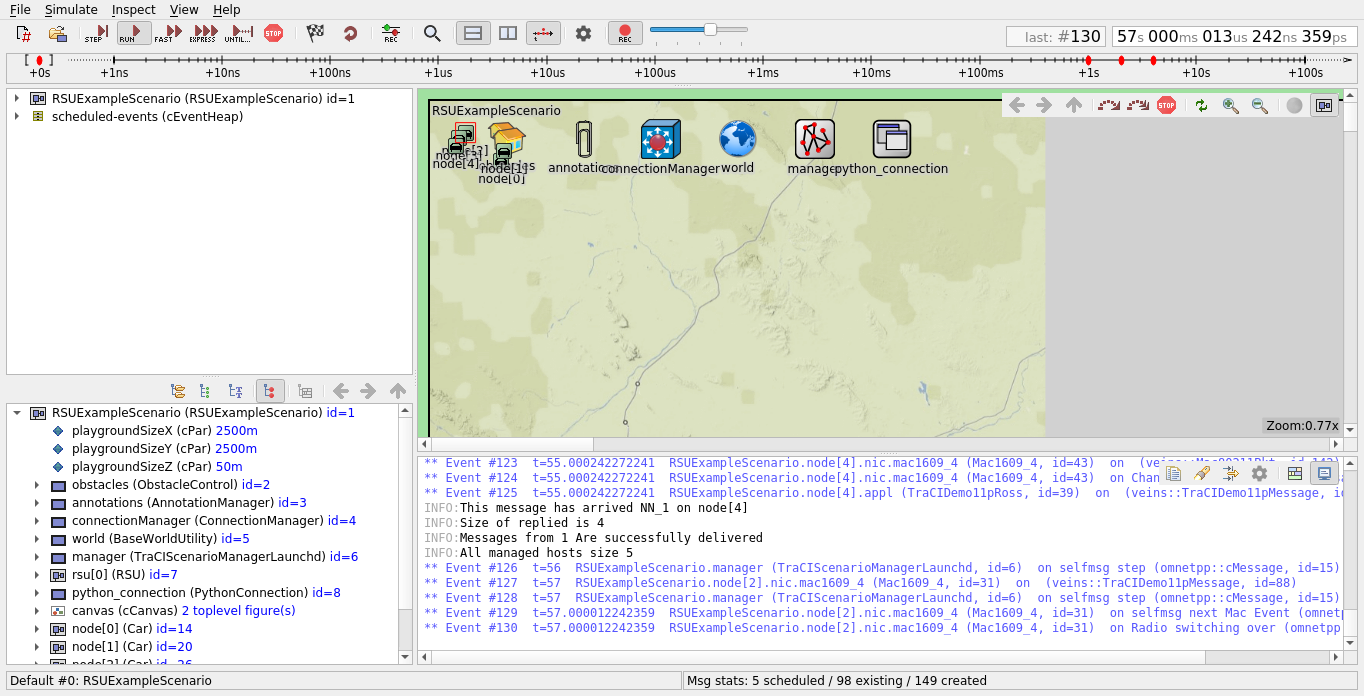 File Simulate Inspect View Help
STEP RUN FAST EXPRESS UNTIL... STOP REC REC
last: #130 57s 000ms 013us 242ns 359ps
+0s +1ns +10ns +100ns +1us +10us +100us +1ms +10ms +100ms +1s +10s +100s
RSUExampleScenario (RSUExampleScenario) id=1
scheduled-events (cEventHeap)
RSUExampleScenario
STOP
node[4] node[1] annotatio connectionManager world manage python_connection
node[0]
Zoom:0.77x
RSUExampleScenario (RSUExampleScenario) id=1
playgroundSizeX (cPar) 2500m
playgroundSizeY (cPar) 2500m
playgroundSizeZ (cPar) 50m
obstacles (ObstacleControl) id=2
annotations (AnnotationManager) id=3
connectionManager (ConnectionManager) id=4
world (BaseWorldUtility) id=5
manager (TraCIScenarioManagerLaunchd) id=6
rsu[0] (RSU) id=7
python_connection (PythonConnection) id=8
canvas (cCanvas) 2 toplevel figure(s)
node[0] (Car) id=14
node[1] (Car) id=20
node[2] (Car) id=26
** Event #123 t=55.000242272241 RSUExampleScenario.node[4].nic.mac1609_4 (Mac1609_4, id=43) on
** Event #124 t=55.000242272241 RSUExampleScenario.node[4].nic.mac1609_4 (Mac1609_4, id=43) on Chan
** Event #125 t=55.000242272241 RSUExampleScenario.node[4].appl (TraCIDemo11pRoss, id=39) on (veins::TraCIDemo11pMessage, id
INFO:This message has arrived NN_1 on node[4]
INFO:Size of replied is 4
INFO:Messages from 1 Are successfully delivered
INFO:All managed hosts size 5
** Event #126 t=56 RSUExampleScenario.manager (TraCIScenarioManagerLaunchd, id=6) on selfmsg step (omnetpp::cMessage, id=15)
** Event #127 t=57 RSUExampleScenario.node[2].nic.mac1609_4 (Mac1609_4, id=31) on (veins::TraCIDemo11pMessage, id=88)
** Event #128 t=57 RSUExampleScenario.manager (TraCIScenarioManagerLaunchd, id=6) on selfmsg step (omnetpp::cMessage, id=15)
** Event #129 t=57.000012242359 RSUExampleScenario.node[2].nic.mac1609_4 (Mac1609_4, id=31) on selfmsg next Mac Event (omnetp
** Event #130 t=57.000012242359 RSUExampleScenario.node[2].nic.mac1609_4 (Mac1609_4, id=31) on Radio switching over (omnetpp
Default #0: RSUExampleScenario
Msg stats: 5 scheduled / 98 existing / 149 created